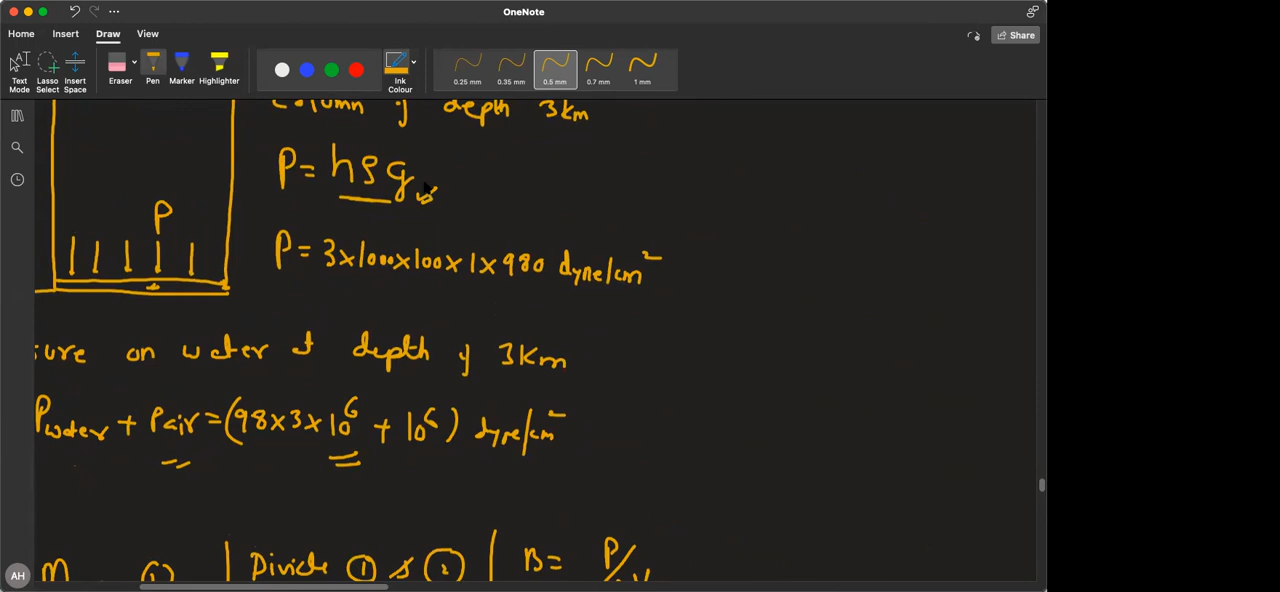 OneNote
Home Insert Draw View
Share
Text Mode
Lasso Select
Insert Space
Eraser
Pen
Marker
Highlighter
Ink Colour
0.25 mm
0.35 mm
0.5 mm
0.7 mm
1 mm
column of depth 3km
P = hρg
P
P = 3×1000×100×1×980 dyne/cm²
sure on water at depth of 3Km
Pwater + Pair = (98×3×10⁶ + 10⁶) dyne/cm²
Divide ① & ② B = P/
AH